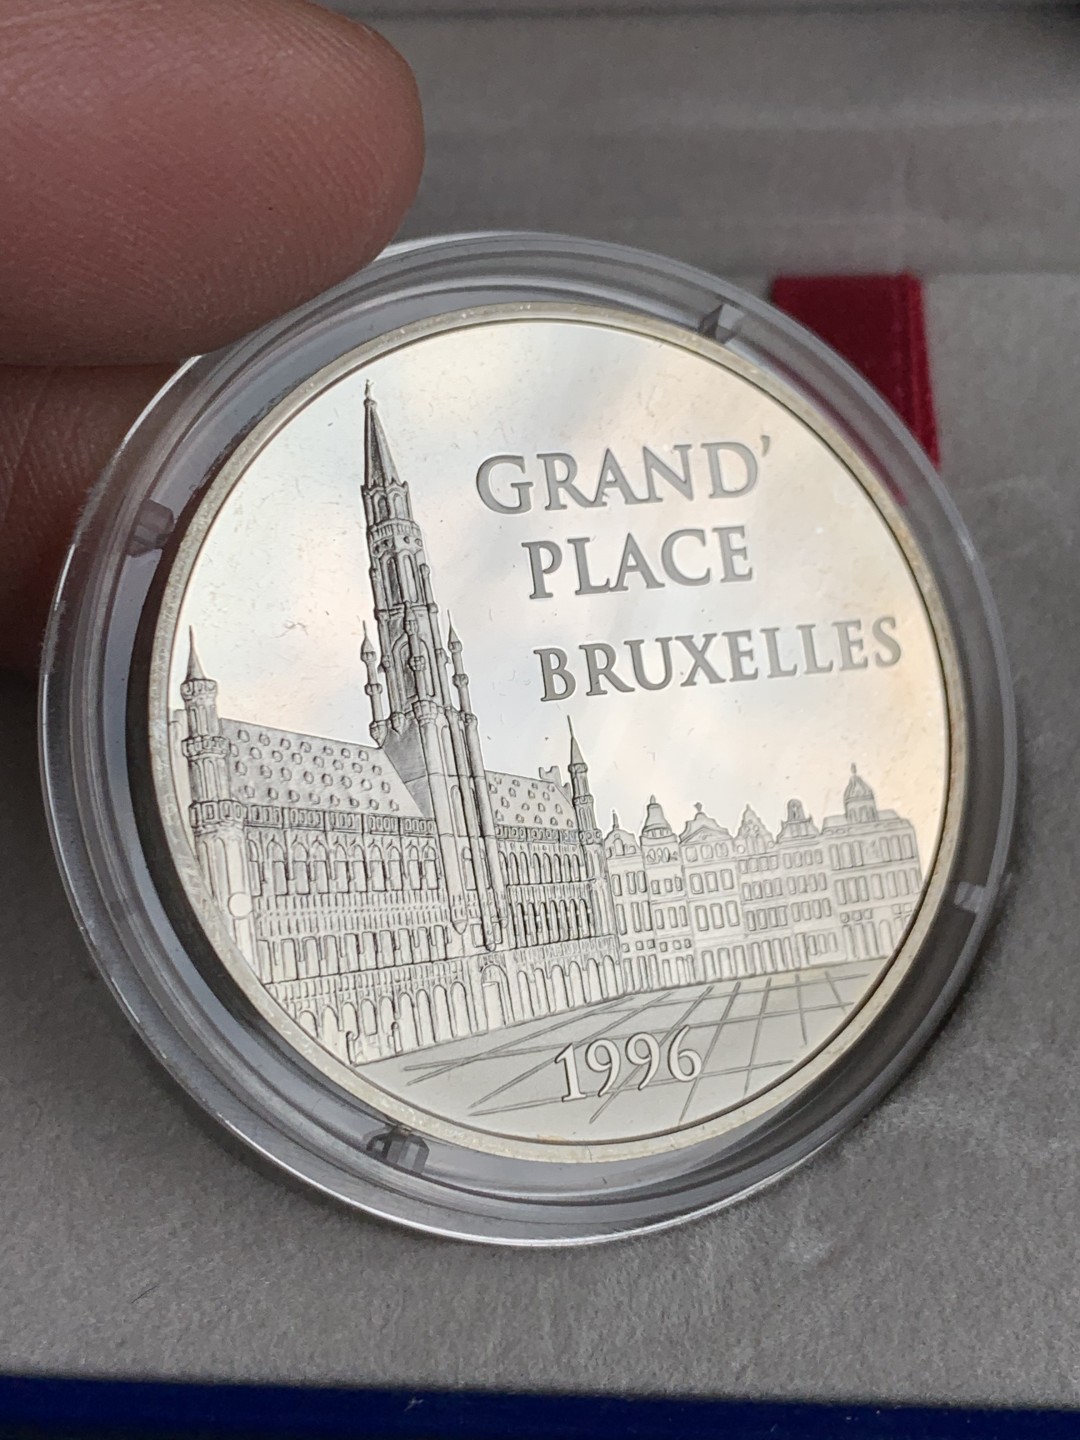 GRAND'
PLACE
BRUXELLES
1996